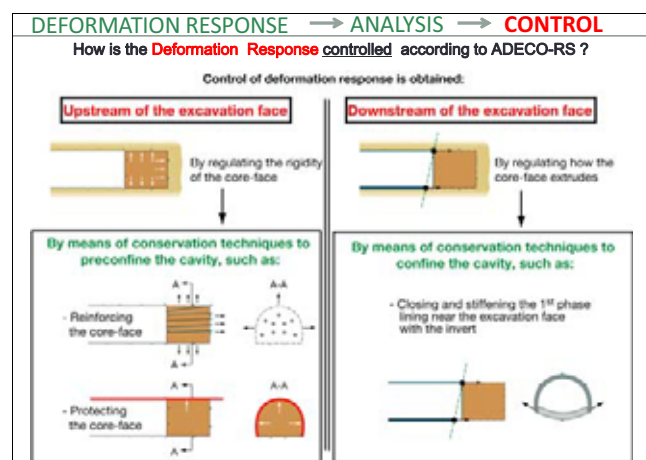 DEFORMATION RESPONSE → ANALYSIS → CONTROL
How is the Deformation Response controlled according to ADECO-RS ?
Control of deformation response is obtained:
Upstream of the excavation face
By regulating the rigidity
of the core-face
By means of conservation techniques to
preconfine the cavity, such as:
A
A-A
- Reinforcing
the core-face
A
A
A-A
- Protecting
the core-face
A
Downstream of the excavation face
By regulating how the
core-face extrudes
By means of conservation techniques to
confine the cavity, such as:
- Closing and stiffening the 1st phase
lining near the excavation face
with the invert